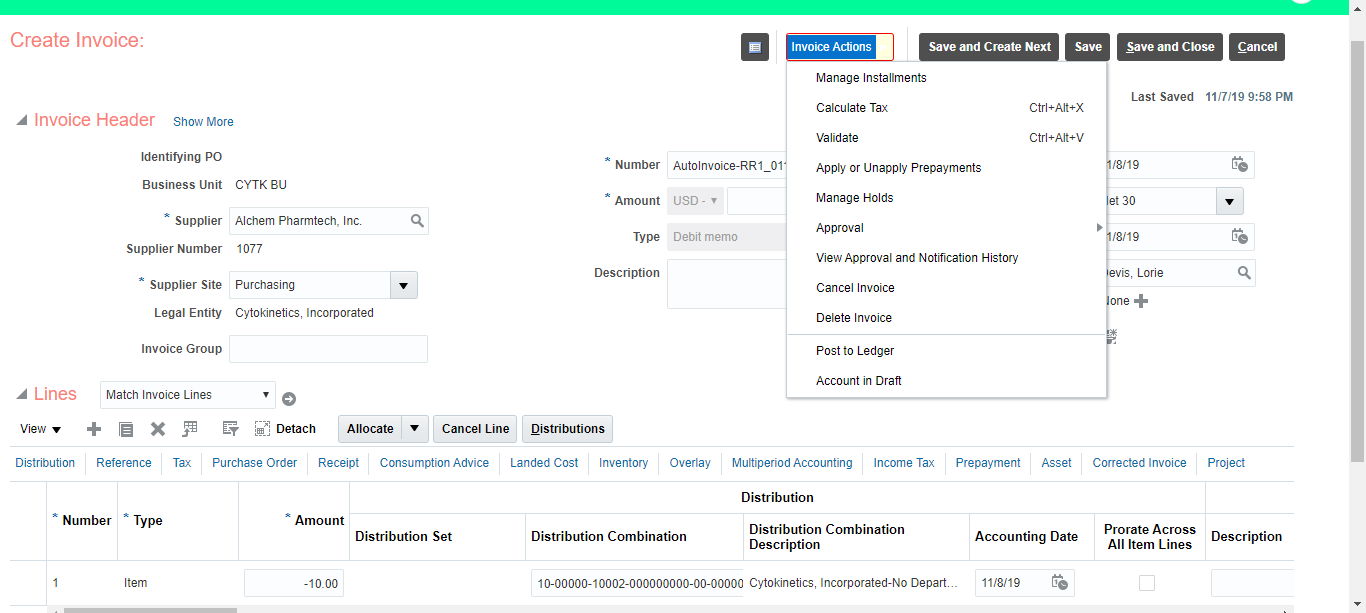 Create Invoice:
Invoice Actions
Save and Create Next
Save
Save and Close
Cancel
Manage Installments
Calculate Tax Ctrl+Alt+X
Validate Ctrl+Alt+V
Apply or Unapply Prepayments
Manage Holds
Approval
View Approval and Notification History
Cancel Invoice
Delete Invoice
Post to Ledger
Account in Draft
Last Saved 11/7/19 9:58 PM
Invoice Header Show More
Identifying PO
Business Unit CYTK BU
* Supplier Alchem Pharmtech, Inc.
Supplier Number 1077
* Supplier Site Purchasing
Legal Entity Cytokinetics, Incorporated
Invoice Group
* Number AutoInvoice-RR1_011
* Amount USD -
Type Debit memo
Description
1/8/19
et 30
1/8/19
evis, Lorie
one
Lines Match Invoice Lines
View Detach Allocate Cancel Line Distributions
Distribution Reference Tax Purchase Order Receipt Consumption Advice Landed Cost Inventory Overlay Multiperiod Accounting Income Tax Prepayment Asset Corrected Invoice Project
Distribution
* Number * Type * Amount Distribution Set Distribution Combination Distribution Combination Description Accounting Date Prorate Across All Item Lines Description
1 Item -10.00 10-00000-10002-000000000-00-00000 Cytokinetics, Incorporated-No Depart... 11/8/19